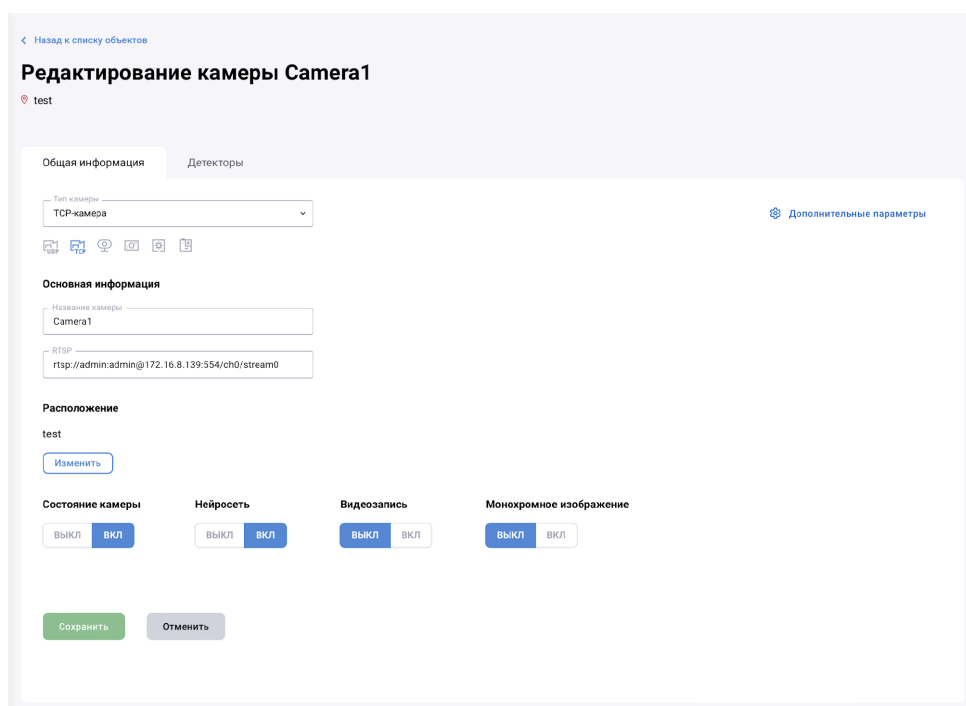 Назад к списку объектов
Редактирование камеры Camera1
test
Общая информация Детекторы
Тип камеры
TCP-камера
Дополнительные параметры
UDP TCP
Основная информация
Название камеры
Camera1
RTSP
rtsp://admin:admin@172.16.8.139:554/ch0/stream0
Расположение
test
Изменить
Состояние камеры Нейросеть Видеозапись Монохромное изображение
ВЫКЛ ВКЛ ВЫКЛ ВКЛ ВЫКЛ ВКЛ ВЫКЛ ВКЛ
Сохранить Отменить